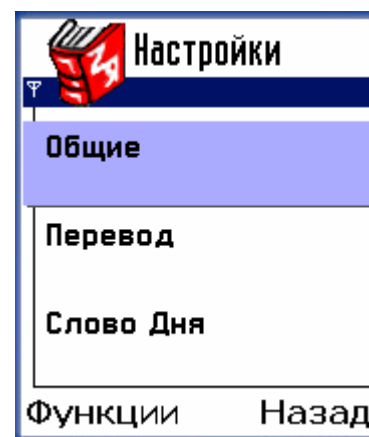 Настройки
Общие
Перевод
Слово Дня
Функции Назад